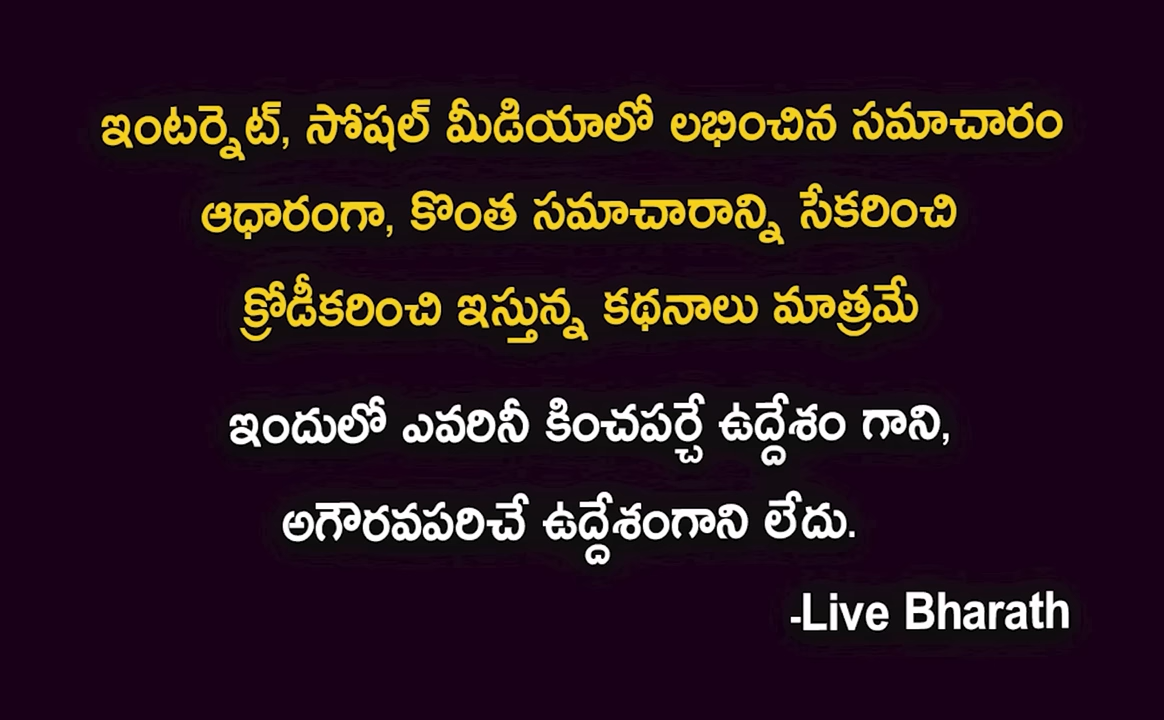 ఇంటర్నెట్, సోషల్ మీడియాలో లభించిన సమాచారం
ఆధారంగా, కొంత సమాచారాన్ని సేకరించి
క్రోడీకరించి ఇస్తున్న కథనాలు మాత్రమే
ఇందులో ఎవరినీ కించపర్చే ఉద్దేశం గాని,
అగౌరవపరిచే ఉద్దేశంగాని లేదు.
-Live Bharath